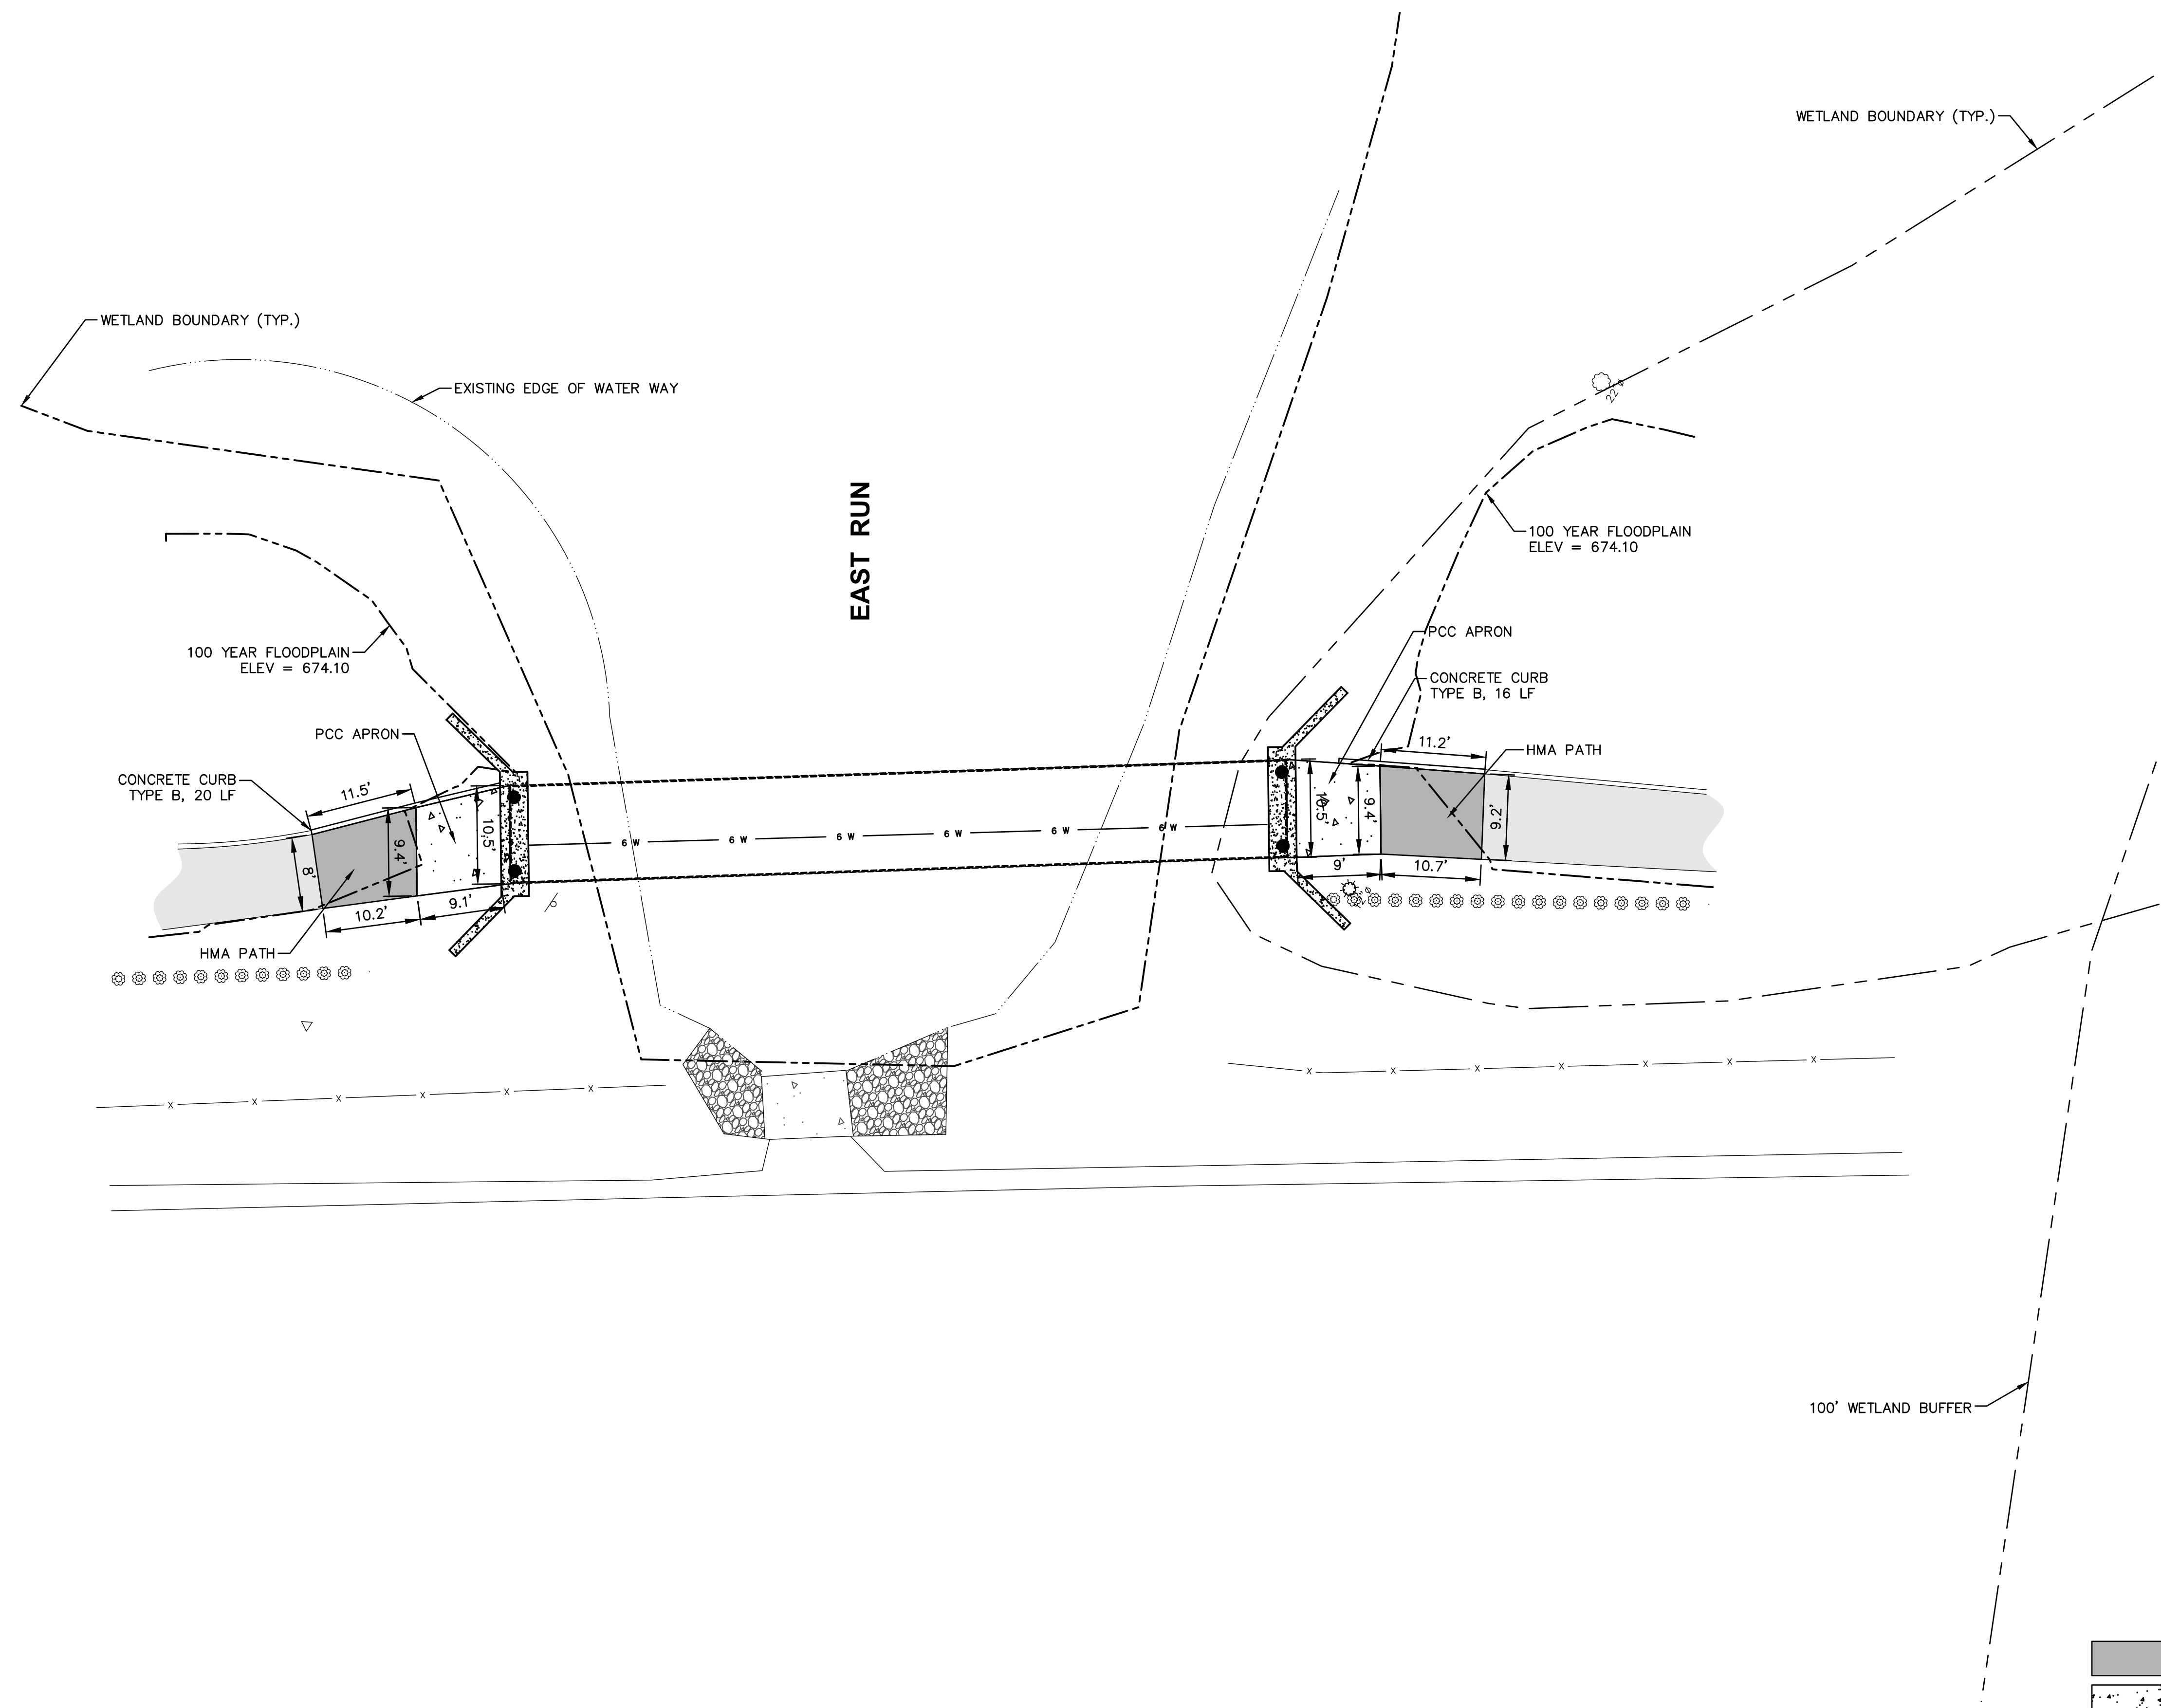 WETLAND BOUNDARY (TYP.)
WETLAND BOUNDARY (TYP.)
EXISTING EDGE OF WATER WAY
22"ø
EAST RUN
100 YEAR FLOODPLAIN
ELEV = 674.10
100 YEAR FLOODPLAIN
ELEV = 674.10
PCC APRON
CONCRETE CURB
TYPE B, 16 LF
PCC APRON
CONCRETE CURB
TYPE B, 20 LF
11.5'
11.2'
HMA PATH
8'
9.4'
10.5'
6 W
6 W
6 W
6 W
6 W
6 W
10.5'
9.4'
9.2'
10.2'
9.1'
9'
10.7'
HMA PATH
X
X
X
X
X
X
X
X
X
X
X
X
X
100' WETLAND BUFFER